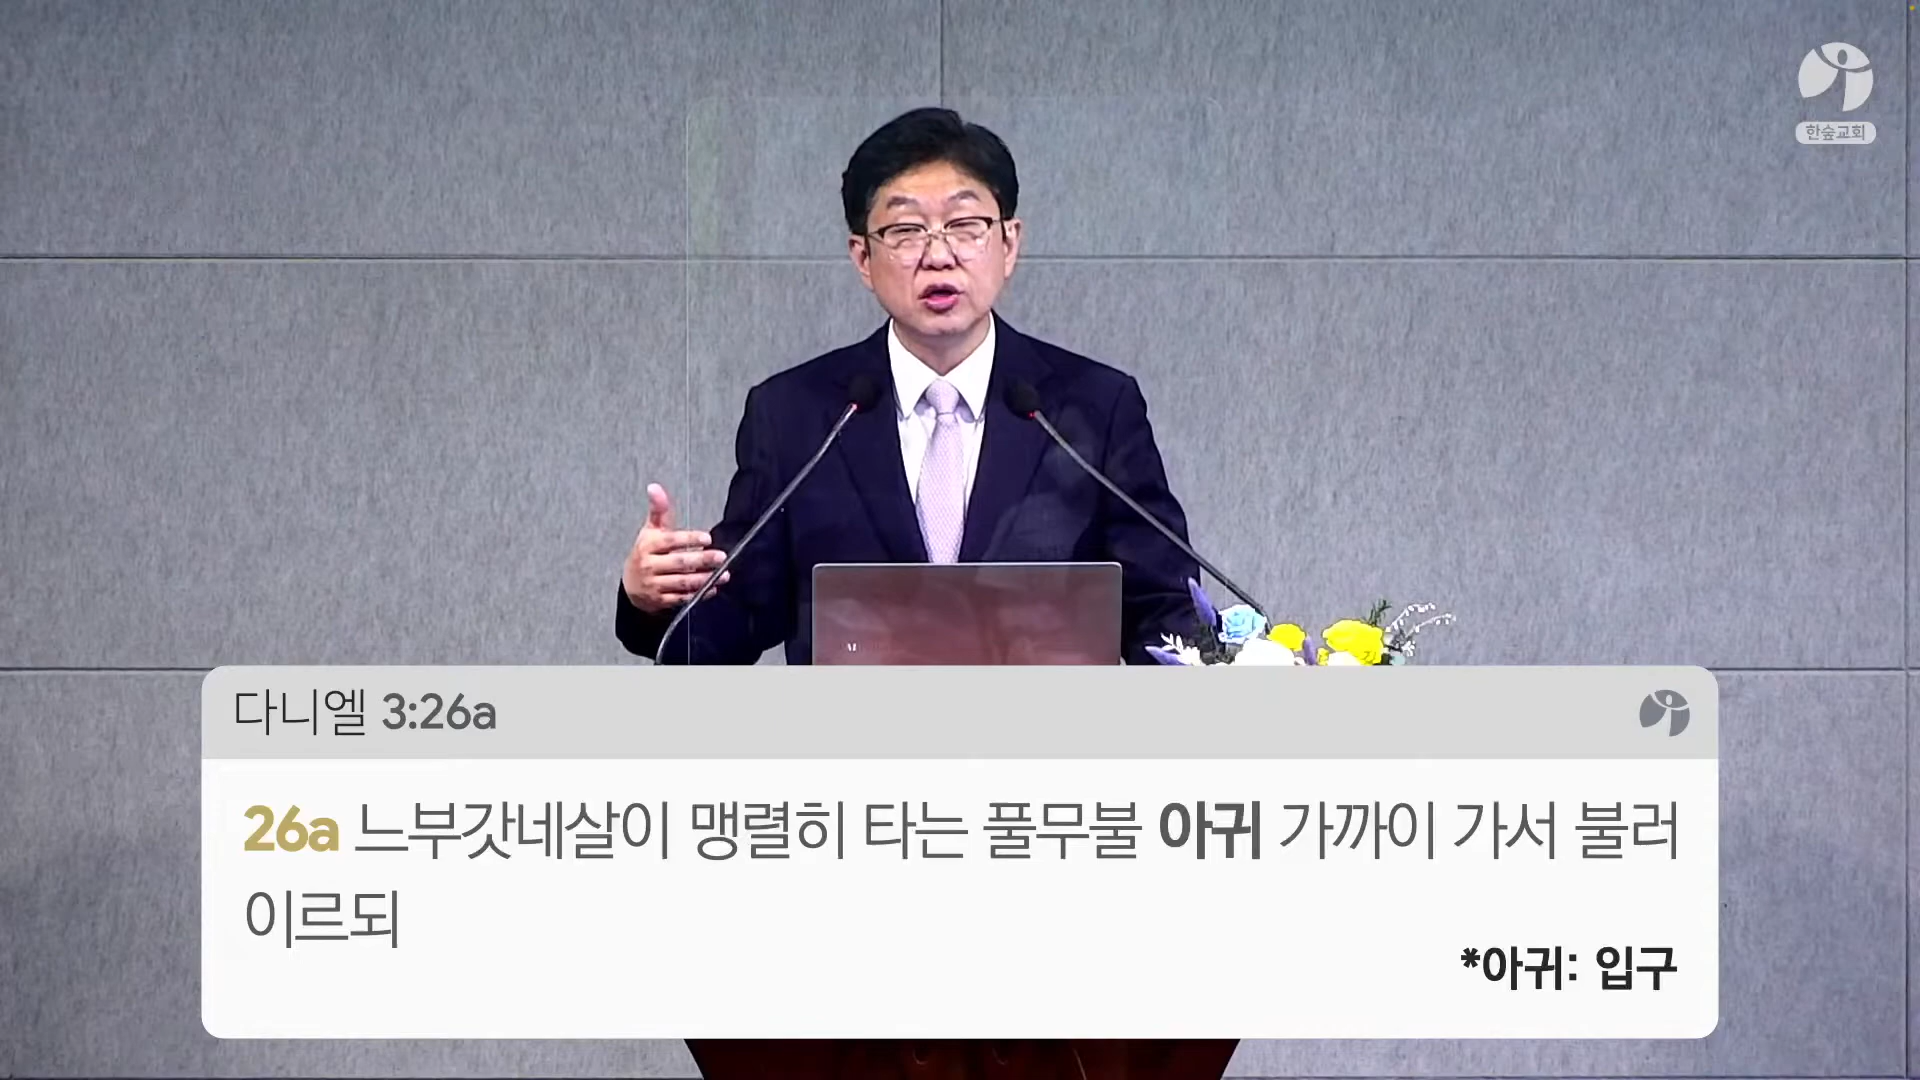 한숲교회
다니엘 3:26a
26a 느부갓네살이 맹렬히 타는 풀무불 아귀 가까이 가서 불러
이르되
*아귀: 입구